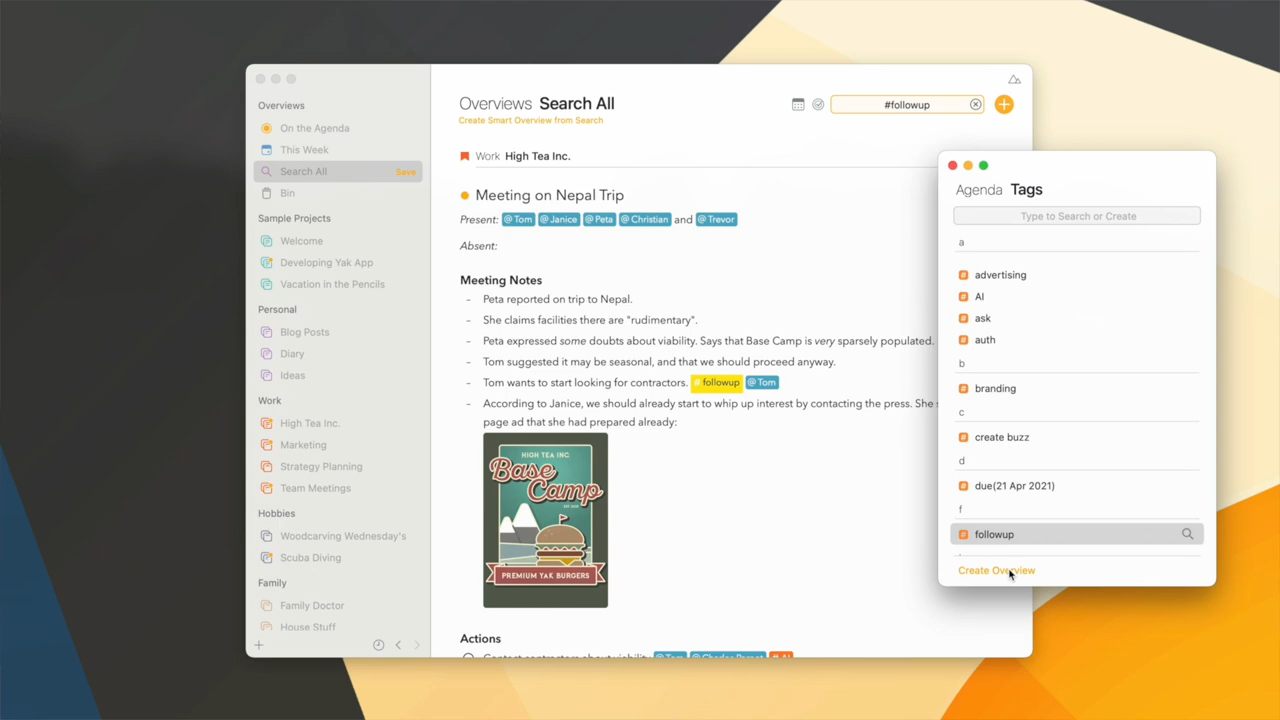 Overviews
On the Agenda
This Week
Search All Save
Bin
Sample Projects
Welcome
Developing Yak App
Vacation in the Pencils
Personal
Blog Posts
Diary
Ideas
Work
High Tea Inc.
Marketing
Strategy Planning
Team Meetings
Hobbies
Woodcarving Wednesday's
Scuba Diving
Family
Family Doctor
House Stuff
Overviews Search All
Create Smart Overview from Search
#followup
Work High Tea Inc.
Meeting on Nepal Trip
Present: @Tom @Janice @Peta @Christian and @Trevor
Absent:
Meeting Notes
- Peta reported on trip to Nepal.
- She claims facilities there are "rudimentary".
- Peta expressed some doubts about viability. Says that Base Camp is very sparsely populated.
- Tom suggested it may be seasonal, and that we should proceed anyway.
- Tom wants to start looking for contractors. #followup @Tom
- According to Janice, we should already start to whip up interest by contacting the press. She
page ad that she had prepared already:
HIGH TEA INC.
Base
Camp
PREMIUM YAK BURGERS
Actions
Contact contractors about viability @Tom @Charles Parnot #AI
Agenda Tags
Type to Search or Create
a
# advertising
# AI
# ask
# auth
b
# branding
c
# create buzz
d
# due(21 Apr 2021)
f
# followup
Create Overview